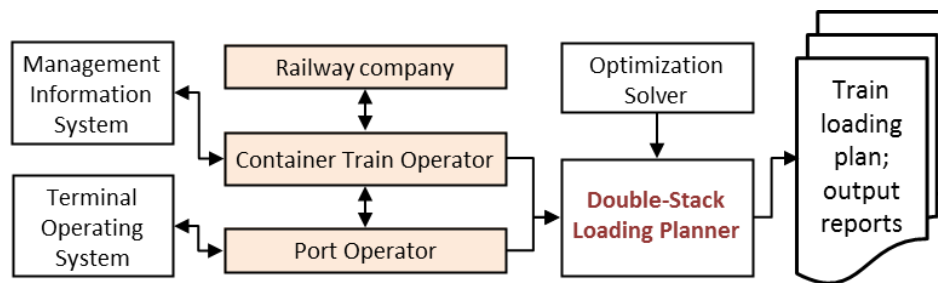 Management
Information
System
Railway company
Optimization
Solver
Container Train Operator
Terminal
Operating
System
Port Operator
Double-Stack
Loading Planner
Train
loading
plan;
output
reports